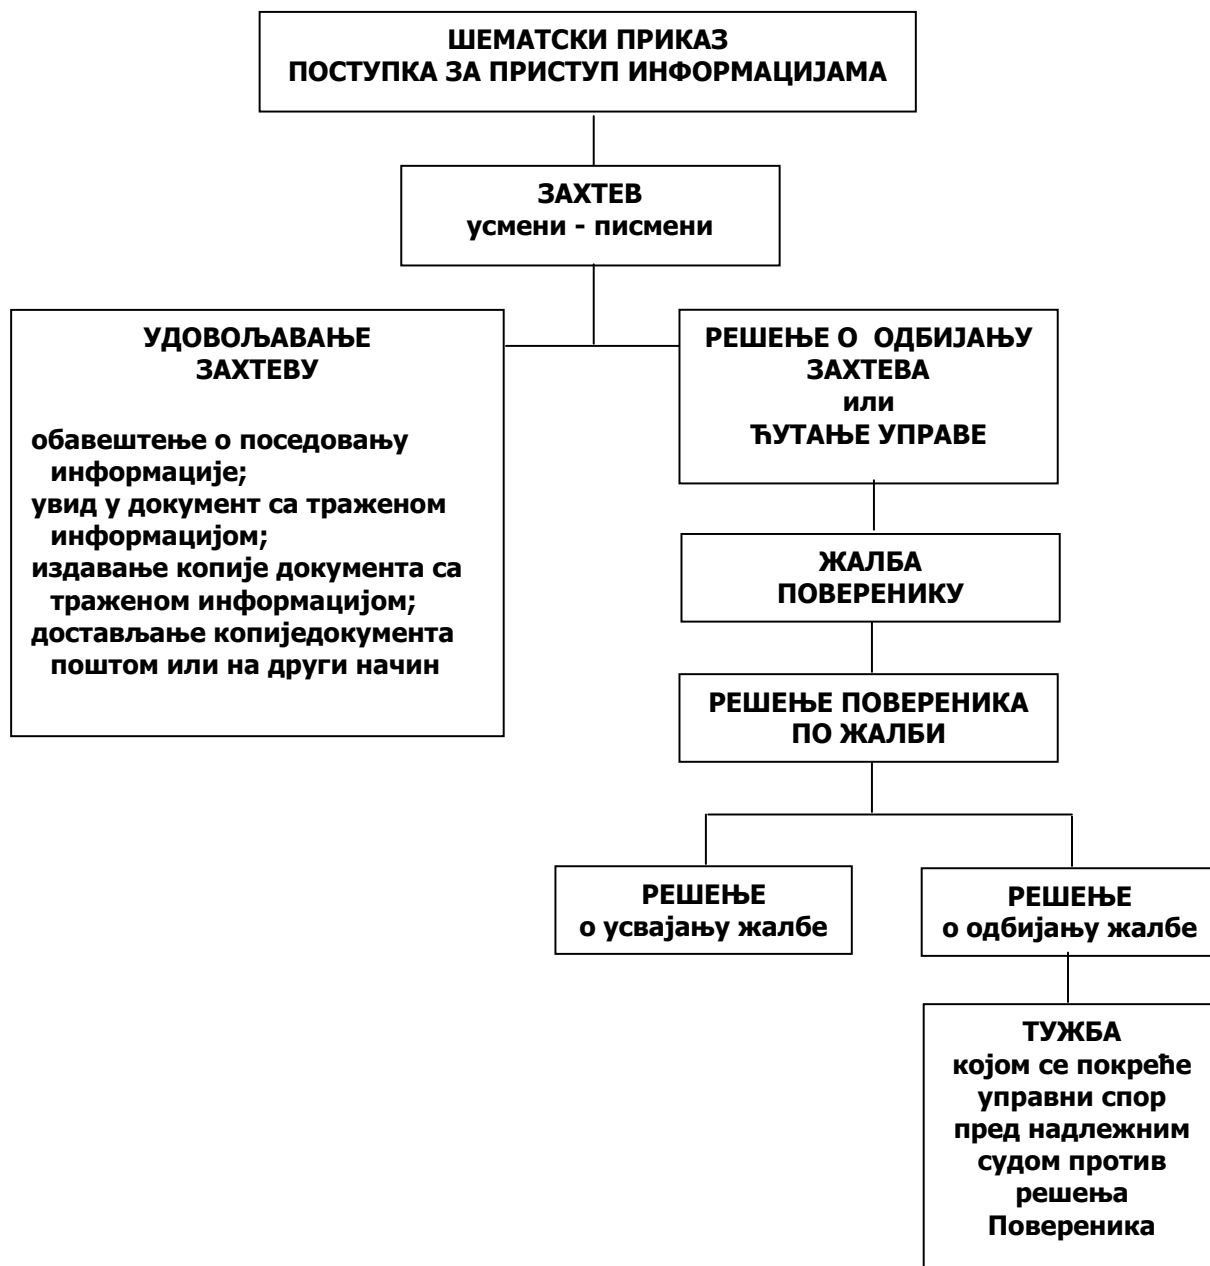 ШЕМАТСКИ ПРИКАЗ
ПОСТУПКА ЗА ПРИСТУП ИНФОРМАЦИЈАМА
ЗАХТЕВ
усмени - писмени
УДОВОЉАВАЊЕ
ЗАХТЕВУ
обавештење о поседовању
информације;
увид у документ са траженом
информацијом;
издавање копије документа са
траженом информацијом;
достављање копиједокумента
поштом или на други начин
РЕШЕЊЕ О ОДБИЈАЊУ
ЗАХТЕВА
или
ЋУТАЊЕ УПРАВЕ
ЖАЛБА
ПОВЕРЕНИКУ
РЕШЕЊЕ ПОВЕРЕНИКА
ПО ЖАЛБИ
РЕШЕЊЕ
о усвајању жалбе
РЕШЕЊЕ
о одбијању жалбе
ТУЖБА
којом се покреће
управни спор
пред надлежним
судом против
решења
Повереника